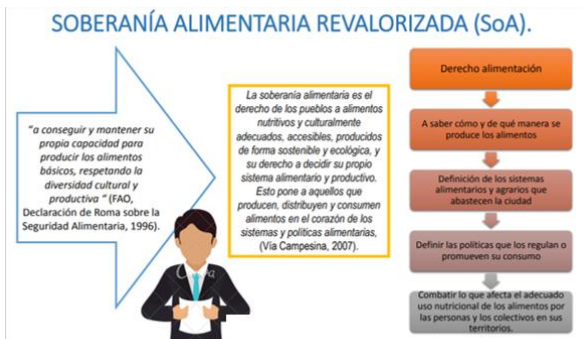 SOBERANÍA ALIMENTARIA REVALORIZADA (SoA).
"a conseguir y mantener su
propia capacidad para
producir los alimentos
básicos, respetando la
diversidad cultural y
productiva " (FAO,
Declaración de Roma sobre la
Seguridad Alimentaria, 1996).
La soberanía alimentaria es el
derecho de los pueblos a alimentos
nutritivos y culturalmente
adecuados, accesibles, producidos
de forma sostenible y ecológica, y
su derecho a decidir su propio
sistema alimentario y productivo.
Esto pone a aquellos que
producen, distribuyen y consumen
alimentos en el corazón de los
sistemas y políticas alimentarias,
(Via Campesina, 2007).
Derecho alimentación
A saber cómo y de qué manera se
produce los alimentos
Definición de los sistemas
alimentarios y agrarios que
abastecen la ciudad
Definir las políticas que los regulan o
promueven su consumo
Combatir lo que afecta el adecuado
uso nutricional de los alimentos por
las personas y los colectivos en sus
territorios.